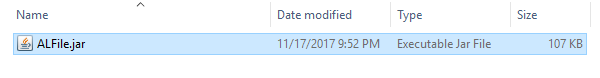 Name Date modified Type Size
ALFile.jar 11/17/2017 9:52 PM Executable Jar File 107 KB